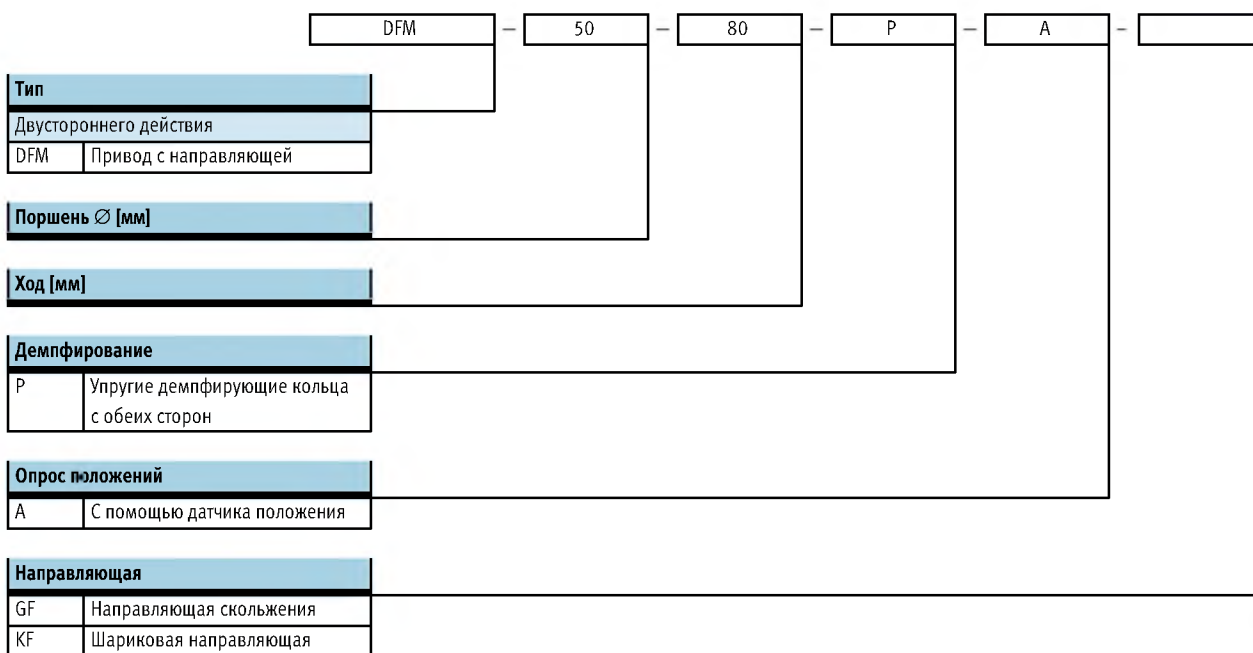 DFM – 50 – 80 – P – A –
Тип
Двустороннего действия
DFM Привод с направляющей
Поршень ∅ [мм]
Ход [мм]
Демпфирование
P Упругие демпфирующие кольца
с обеих сторон
Опрос положений
A С помощью датчика положения
Направляющая
GF Направляющая скольжения
KF Шариковая направляющая